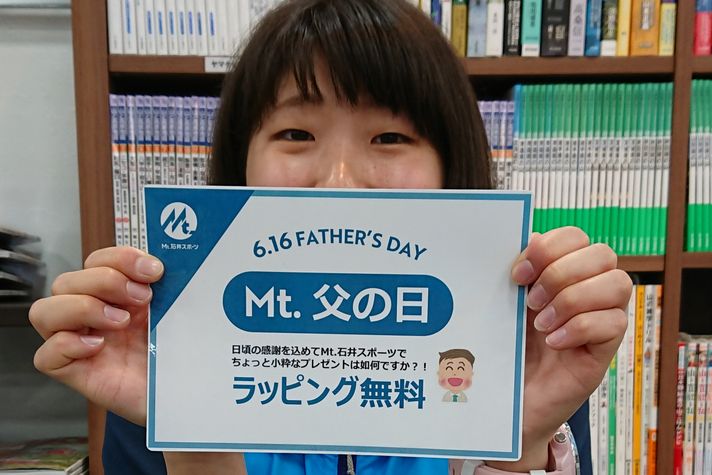 Mt.
Mt.石井スポーツ
6.16 FATHER'S DAY
Mt. 父の日
日頃の感謝を込めてMt.石井スポーツで
ちょっと小粋なプレゼントは如何ですか?!
ラッピング無料